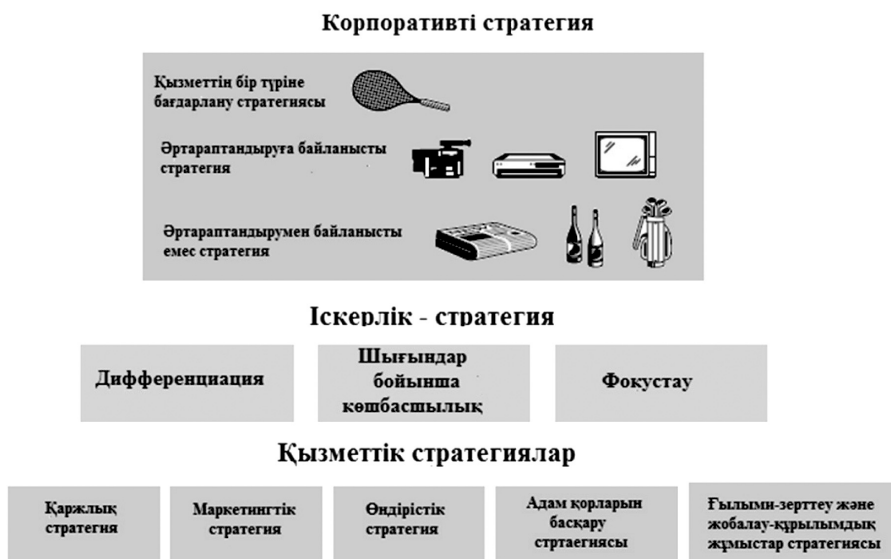 Корпоративті стратегия
Қызметтің бір түріне
бағдарлану стратегиясы
Әртараптандыруға байланысты
стратегия
Әртараптандырумен байланысты
емес стратегия
Іскерлік - стратегия
Дифференциация
Шығындар
бойынша
көшбасшылық
Фокустау
Қызметтік стратегиялар
Қаржлық
стратегия
Маркетингтік
стратегия
Өндірістік
стратегия
Адам қорларын
басқару
стртаегиясы
Ғылыми-зерттеу және
жобалау-құрылымдық
жұмыстар стратегиясы